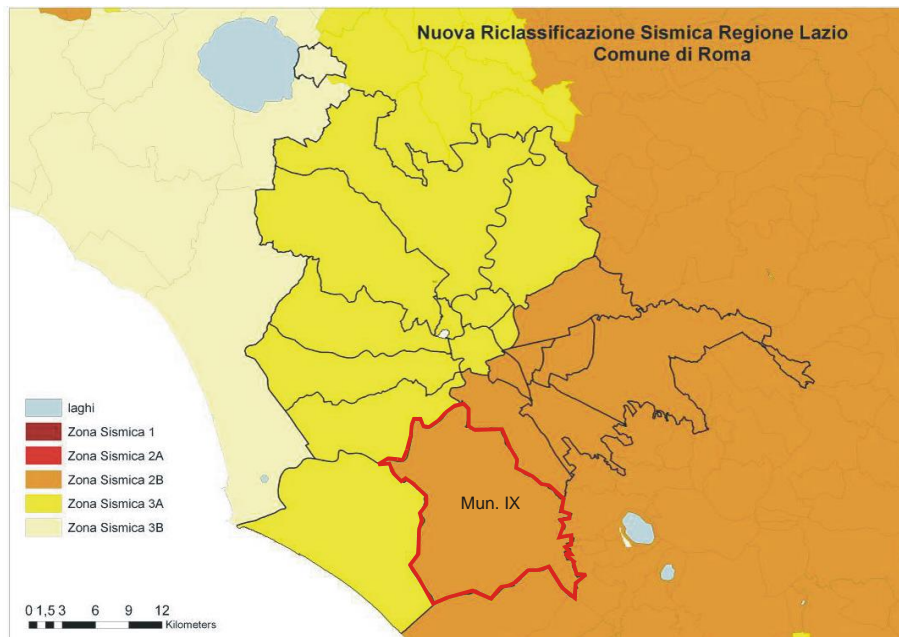 Nuova Riclassificazione Sismica Regione Lazio
Comune di Roma
laghi
Zona Sismica 1
Zona Sismica 2A
Zona Sismica 2B
Zona Sismica 3A
Zona Sismica 3B
Mun. IX
0 1,5 3 6 9 12
Kilometers